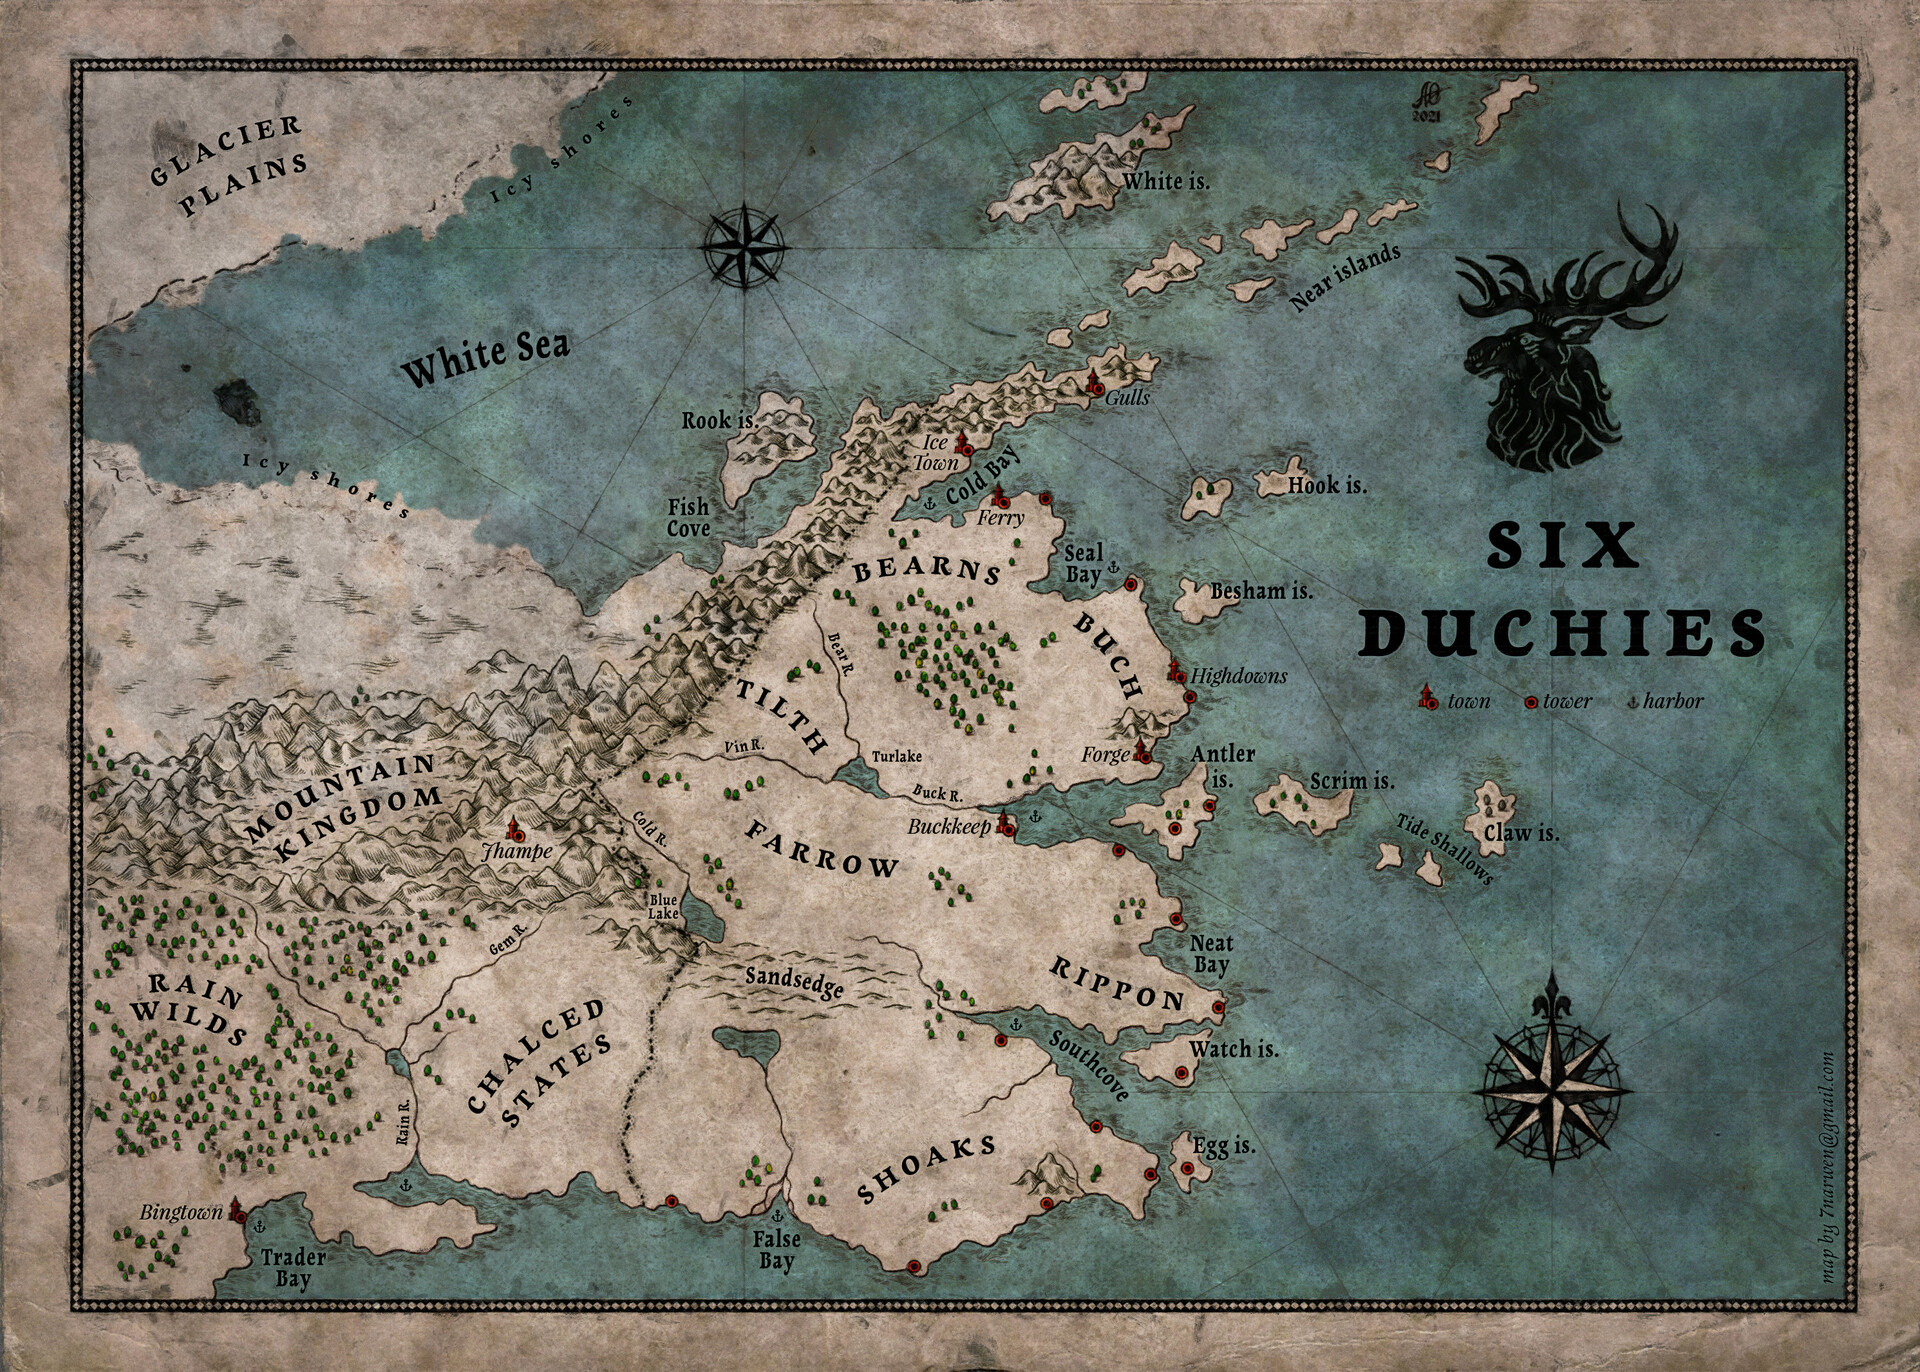 GLACIER
PLAINS
Icy shores
White Sea
Icy shores
AO
2021
White is.
Near islands
Gulls
Rook is.
Ice
Town
Cold Bay
Ferry
Fish
Cove
Hook is.
SIX
DUCHIES
town
tower
harbor
BEARNS
Seal
Bay
Besham is.
BUCH
Bear R.
Highdowns
TILTH
Vin R.
Turlake
Forge
Antler
is.
Scrim is.
Buck R.
Buckkeep
Tide Shallows
Claw is.
MOUNTAIN
KINGDOM
Jhampe
Cold R.
FARROW
Blue
Lake
Gem R.
Neat
Bay
Sandsedge
RIPPON
RAIN
WILDS
CHALCED
STATES
Southcove
Watch is.
Rain R.
SHOAKS
Egg is.
Bingtown
Trader
Bay
False
Bay
map by 7narwen@gmail.com